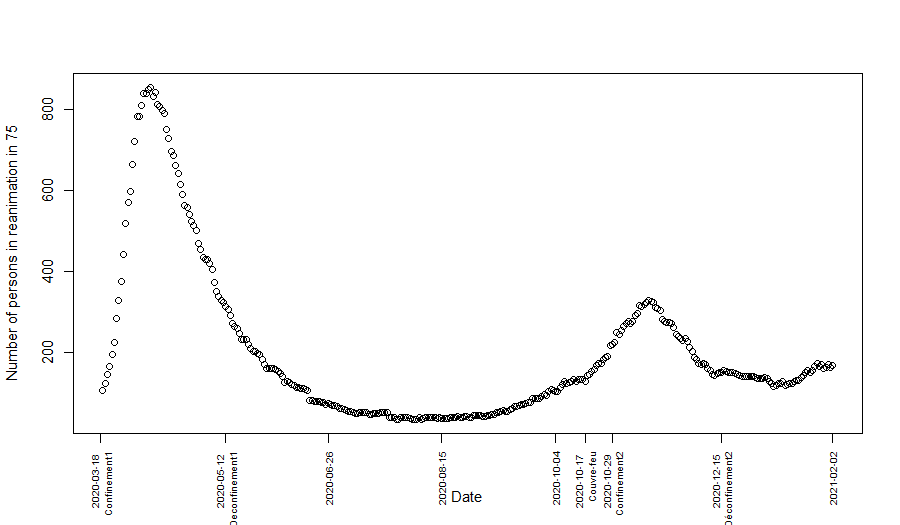 Number of persons in reanimation in 75
800
600
400
200
2020-03-18
Confinement1
2020-05-12
Déconfinement1
2020-06-26
2020-08-15
2020-10-04
2020-10-17
Couvre-feu
2020-10-29
Confinement2
2020-12-15
Déconfinement2
2021-02-02
Date